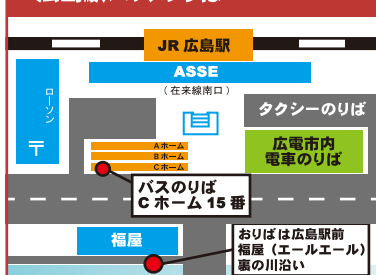 JR 広島駅
ASSE
(在来線南口)
ローソン
〒
タクシーのりば
広電市内
電車のりば
Aホーム
Bホーム
Cホーム
バスのりば
C ホーム 15 番
福屋
おりばは広島駅前
福屋(エールエール)
裏の川沿い